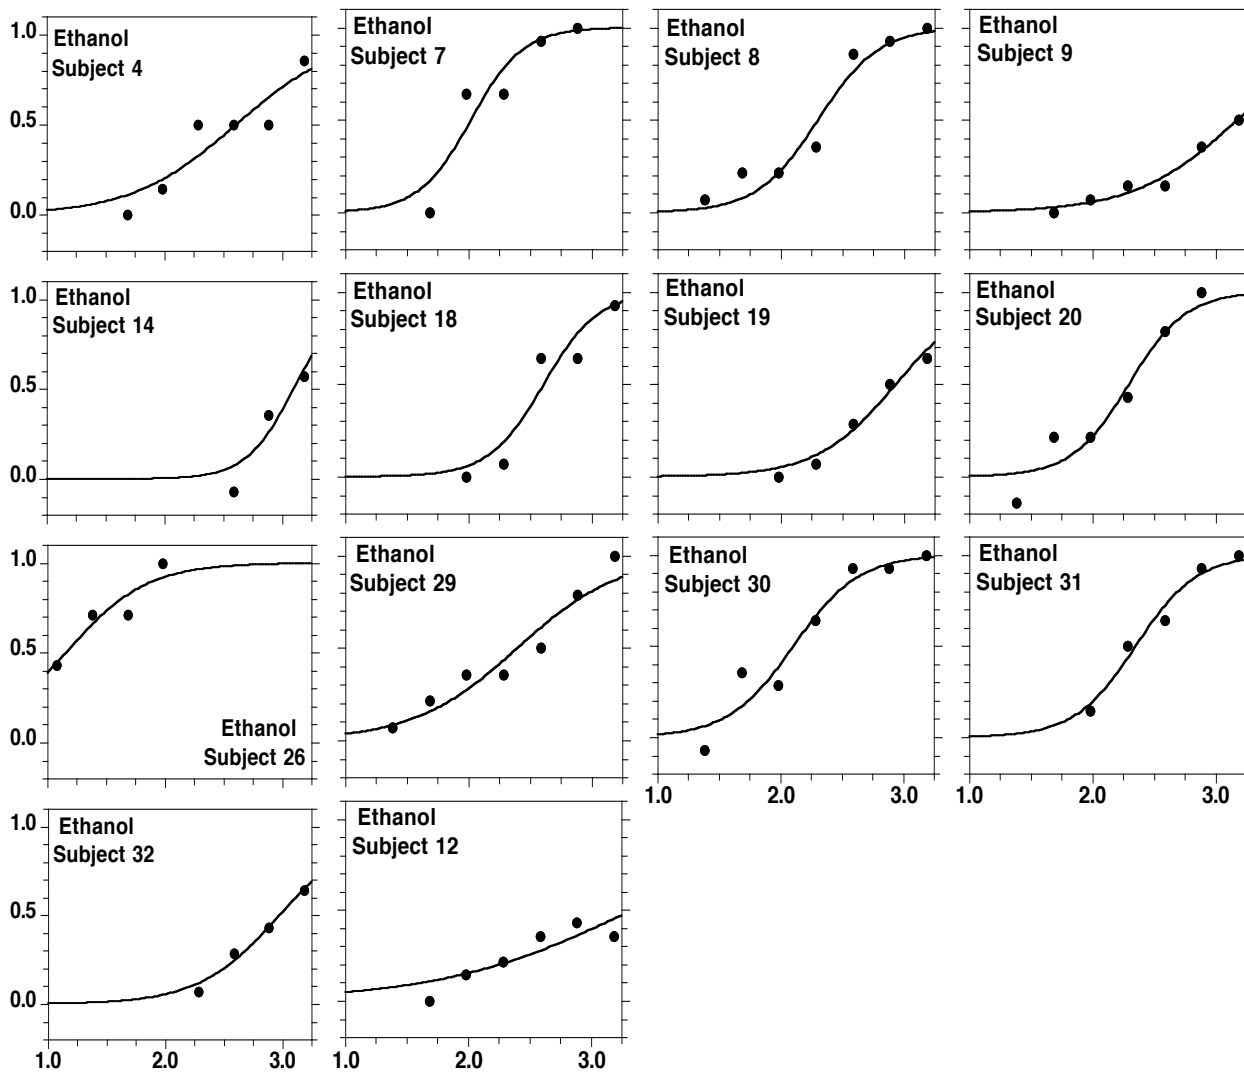 1.0
0.5
0.0
Ethanol
Subject 4
Ethanol
Subject 7
Ethanol
Subject 8
Ethanol
Subject 9
1.0
0.5
0.0
Ethanol
Subject 14
Ethanol
Subject 18
Ethanol
Subject 19
Ethanol
Subject 20
1.0
0.5
0.0
Ethanol
Subject 26
Ethanol
Subject 29
Ethanol
Subject 30
Ethanol
Subject 31
1.0 2.0 3.0
1.0 2.0 3.0
1.0
0.5
0.0
Ethanol
Subject 32
Ethanol
Subject 12
1.0 2.0 3.0
1.0 2.0 3.0